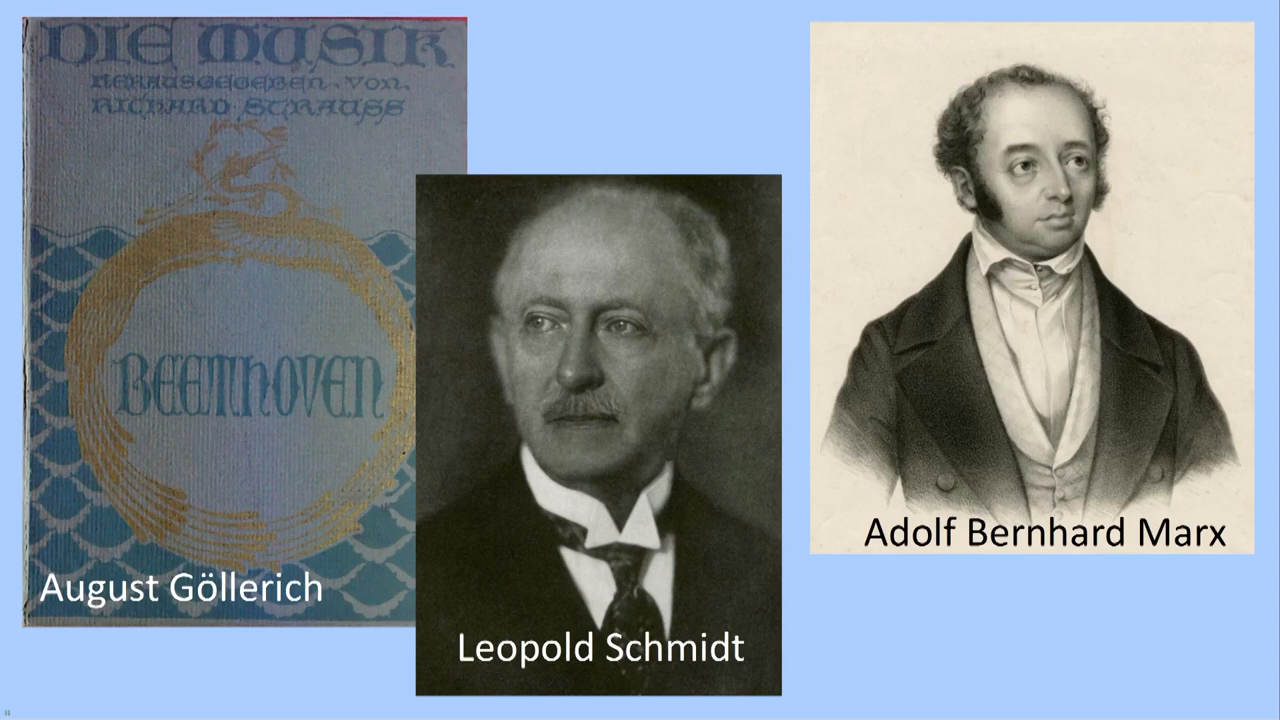 DIE MUSIK
HERAUSGEGEBEN VON
RICHARD STRAUSS
BEETHOVEN
August Göllerich
Leopold Schmidt
Adolf Bernhard Marx